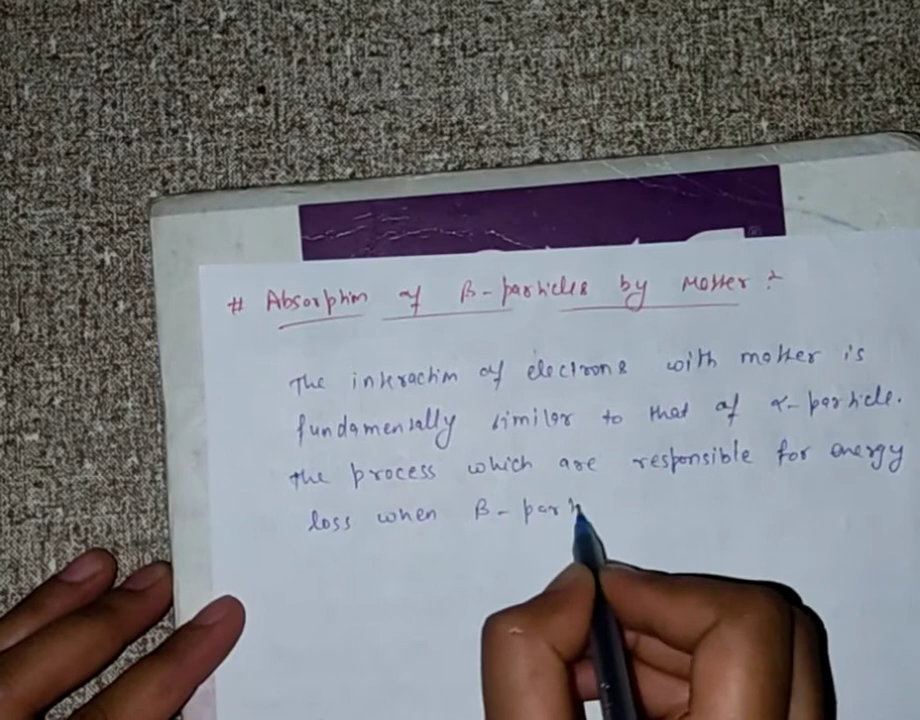 # Absorption of β-particles by Matter :
The interaction of electrons with matter is
fundamentally similar to that of α-particle.
the process which are responsible for energy
loss when β-part